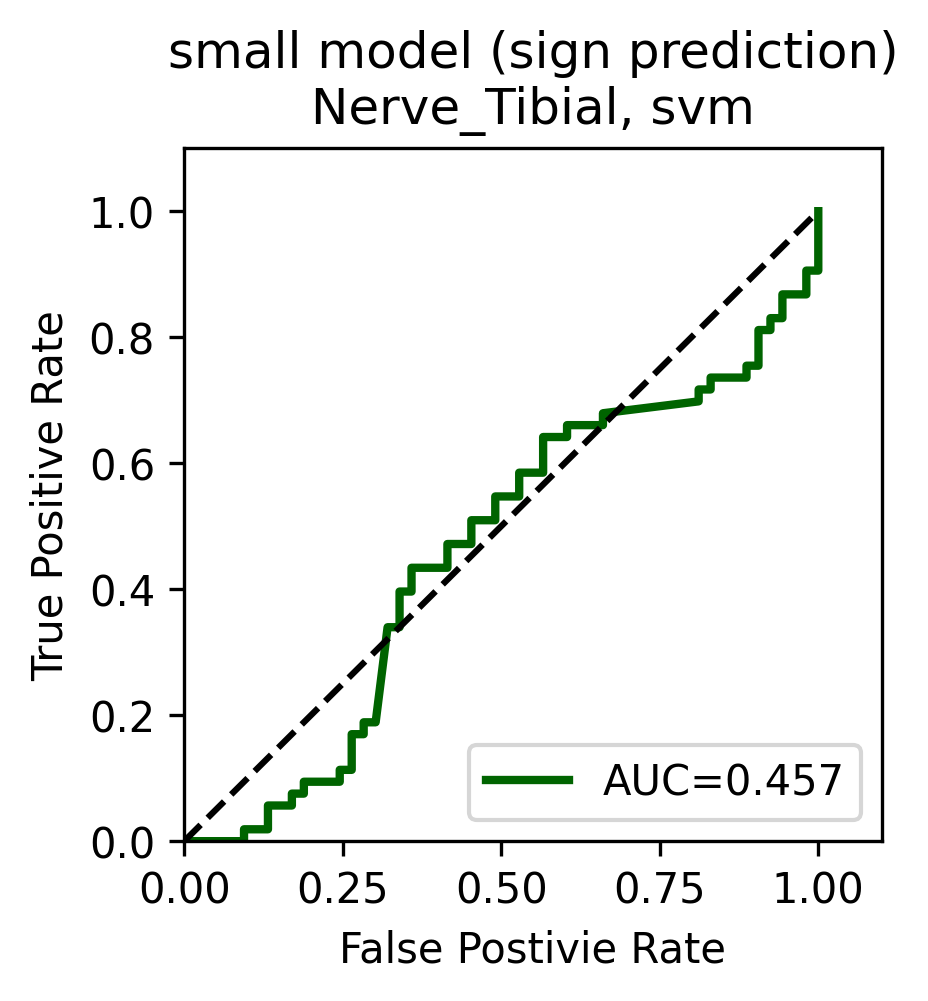 small model (sign prediction)
Nerve_Tibial, svm
True Positive Rate
1.0
0.8
0.6
0.4
0.2
0.0
AUC=0.457
0.00 0.25 0.50 0.75 1.00
False Postivie Rate